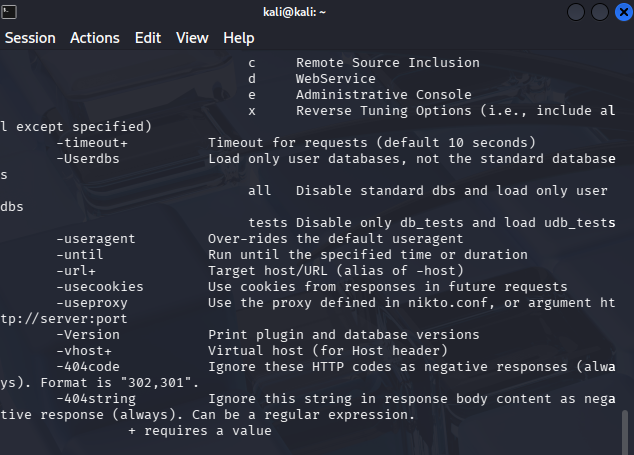 kali@kali: ~
Session Actions Edit View Help
c Remote Source Inclusion
d WebService
e Administrative Console
x Reverse Tuning Options (i.e., include al
l except specified)
-timeout+ Timeout for requests (default 10 seconds)
-Userdbs Load only user databases, not the standard database
s
all Disable standard dbs and load only user
dbs
tests Disable only db_tests and load udb_tests
-useragent Over-rides the default useragent
-until Run until the specified time or duration
-url+ Target host/URL (alias of -host)
-usecookies Use cookies from responses in future requests
-useproxy Use the proxy defined in nikto.conf, or argument ht
tp://server:port
-Version Print plugin and database versions
-vhost+ Virtual host (for Host header)
-404code Ignore these HTTP codes as negative responses (alwa
ys). Format is "302,301".
-404string Ignore this string in response body content as nega
tive response (always). Can be a regular expression.
+ requires a value